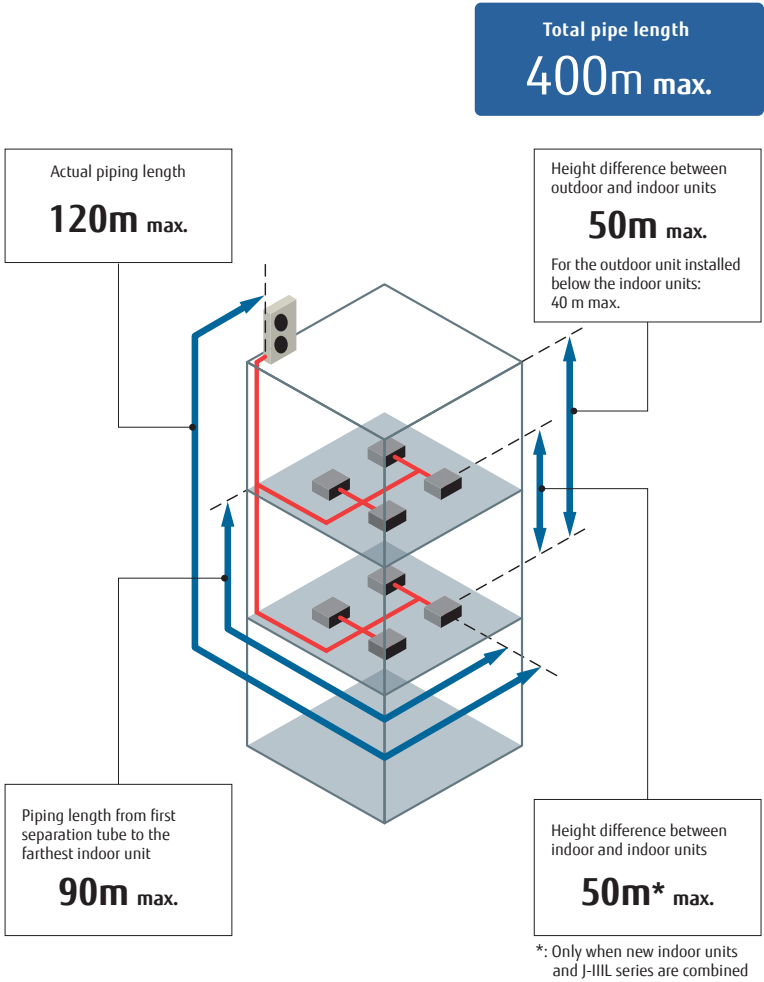 Total pipe length
400m max.
Actual piping length
120m max.
Height difference between
outdoor and indoor units
50m max.
For the outdoor unit installed
below the indoor units:
40 m max.
Piping length from first
separation tube to the
farthest indoor unit
90m max.
Height difference between
indoor and indoor units
50m* max.
*: Only when new indoor units
and J-IIIL series are combined